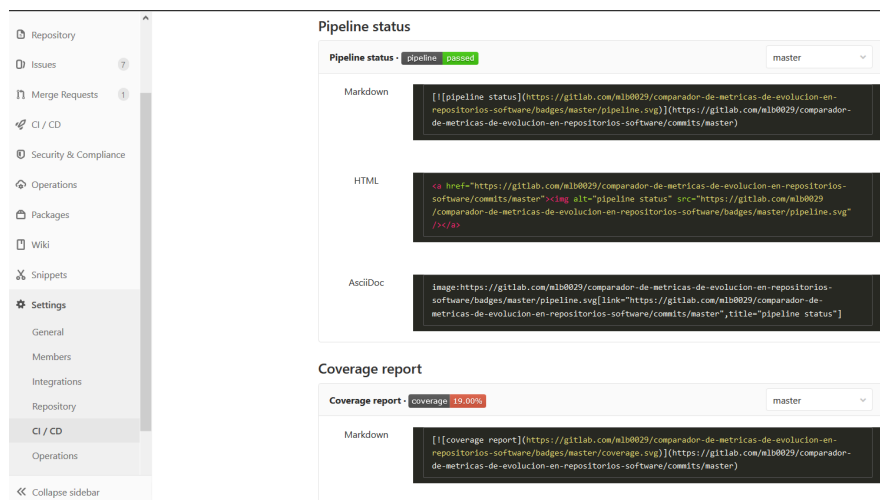 Repository
Issues 7
Merge Requests 1
CI / CD
Security & Compliance
Operations
Packages
Wiki
Snippets
Settings
General
Members
Integrations
Repository
CI / CD
Operations
Collapse sidebar
Pipeline status
Pipeline status · pipeline passed master
Markdown
[![pipeline status](https://gitlab.com/mlb0029/comparador-de-metricas-de-evolucion-en-
repositorios-software/badges/master/pipeline.svg)](https://gitlab.com/mlb0029/comparador-
de-metricas-de-evolucion-en-repositorios-software/commits/master)
HTML
<a href="https://gitlab.com/mlb0029/comparador-de-metricas-de-evolucion-en-repositorios-
software/commits/master"><img alt="pipeline status" src="https://gitlab.com/mlb0029
/comparador-de-metricas-de-evolucion-en-repositorios-software/badges/master/pipeline.svg"
/></a>
AsciiDoc
image:https://gitlab.com/mlb0029/comparador-de-metricas-de-evolucion-en-repositorios-
software/badges/master/pipeline.svg[link="https://gitlab.com/mlb0029/comparador-de-
metricas-de-evolucion-en-repositorios-software/commits/master",title="pipeline status"]
Coverage report
Coverage report · coverage 19.00% master
Markdown
[![coverage report](https://gitlab.com/mlb0029/comparador-de-metricas-de-evolucion-en-
repositorios-software/badges/master/coverage.svg)](https://gitlab.com/mlb0029/comparador-
de-metricas-de-evolucion-en-repositorios-software/commits/master)